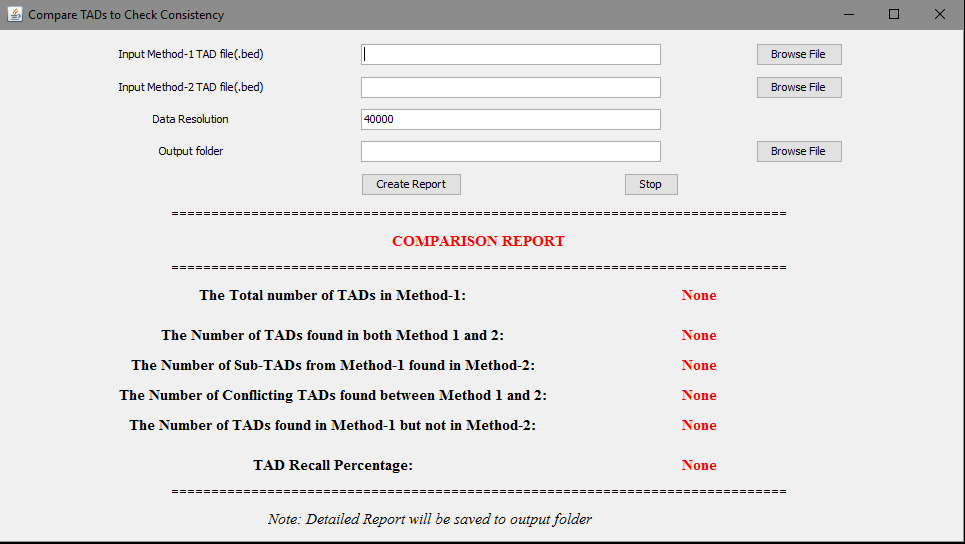 Compare TADs to Check Consistency
Input Method-1 TAD file(.bed) Browse File
Input Method-2 TAD file(.bed) Browse File
Data Resolution 40000
Output folder Browse File
Create Report Stop
=============================================================================
COMPARISON REPORT
=============================================================================
The Total number of TADs in Method-1: None
The Number of TADs found in both Method 1 and 2: None
The Number of Sub-TADs from Method-1 found in Method-2: None
The Number of Conflicting TADs found between Method 1 and 2: None
The Number of TADs found in Method-1 but not in Method-2: None
TAD Recall Percentage: None
=============================================================================
Note: Detailed Report will be saved to output folder